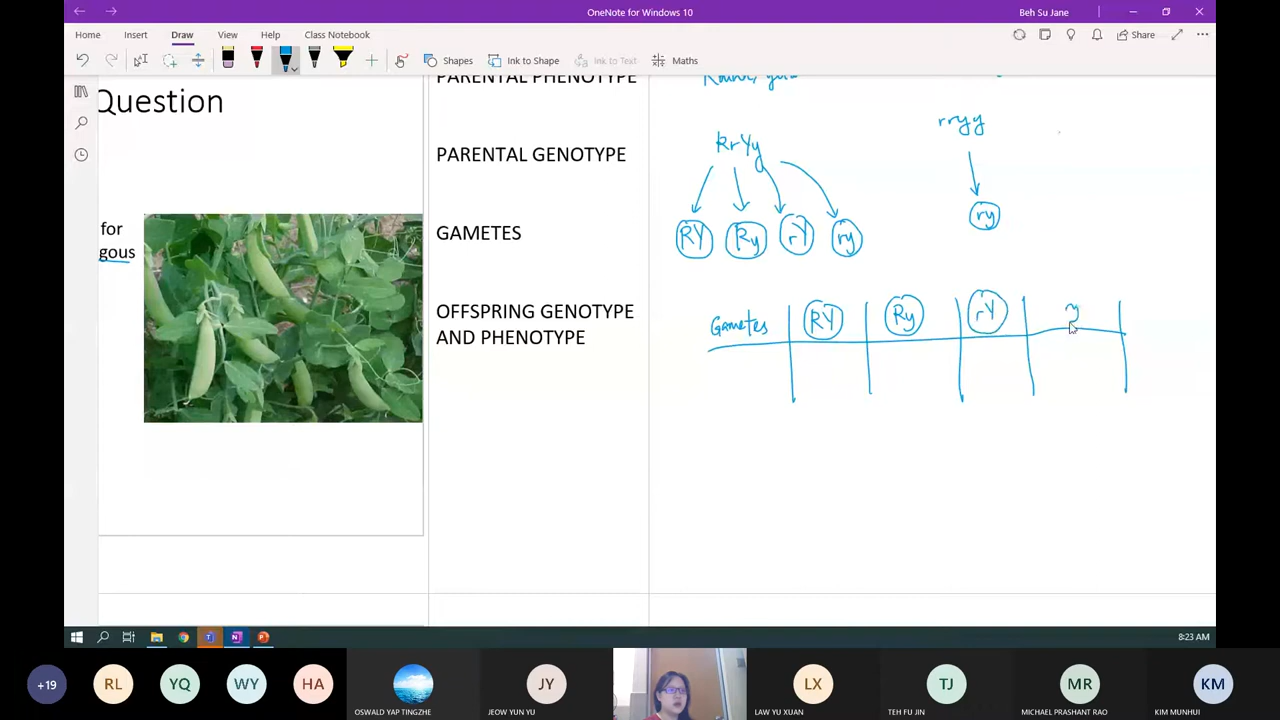 OneNote for Windows 10
Beh Su Jane
Home Insert Draw View Help Class Notebook
Share
Shapes Ink to Shape Ink to Text Maths
Question
for
gous
PARENTAL PHENOTYPE
PARENTAL GENOTYPE
RrYy
rryy
GAMETES
RY Ry rY ry
ry
OFFSPRING GENOTYPE
AND PHENOTYPE
Gametes RY Ry rY
8:23 AM
+19 RL YQ WY HA JY LX TJ MR KM
OSWALD YAP TINGZHE JEOW YUN YU LAW YU XUAN TEH FU JIN MICHAEL PRASHANT RAO KIM MUNHUI